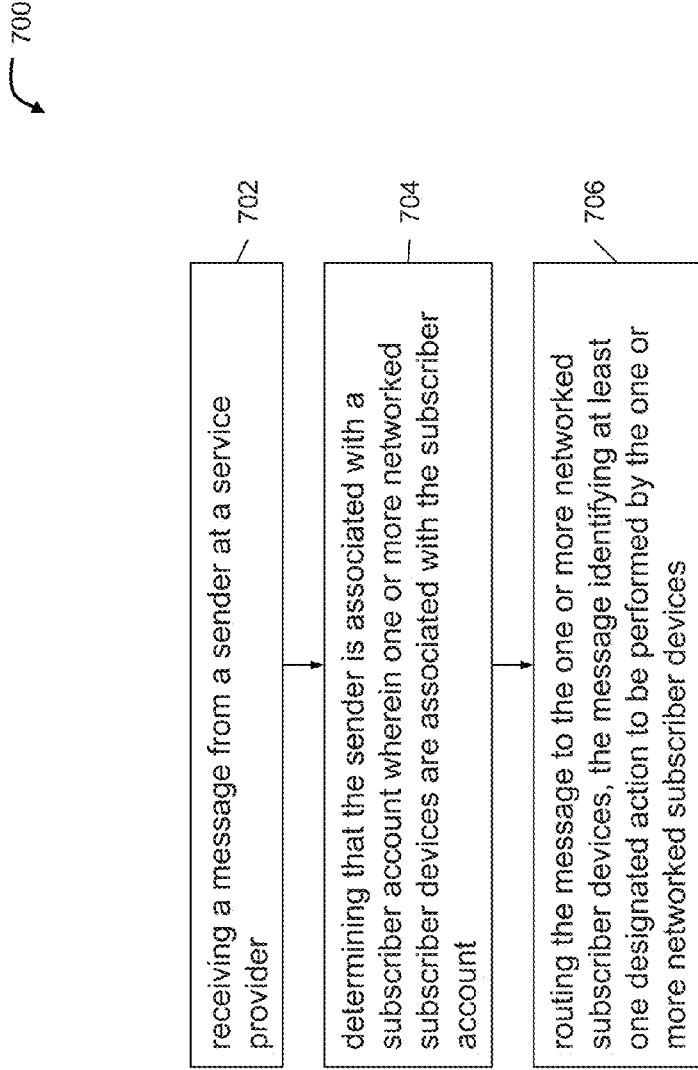 700
702
receiving a message from a sender at a service
provider
704
determining that the sender is associated with a
subscriber account wherein one or more networked
subscriber devices are associated with the subscriber
account
706
routing the message to the one or more networked
subscriber devices, the message identifying at least
one designated action to be performed by the one or
more networked subscriber devices